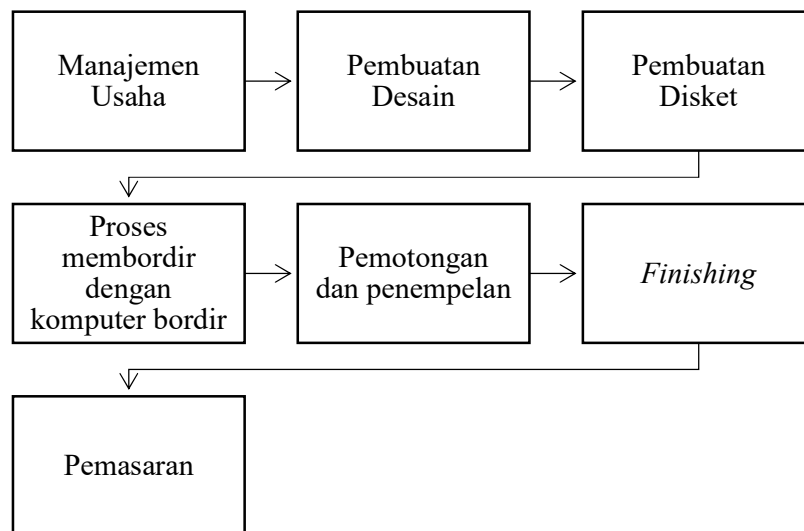 Manajemen
Usaha
Pembuatan
Desain
Pembuatan
Disket
Proses
membordir
dengan
komputer bordir
Pemotongan
dan penempelan
Finishing
Pemasaran